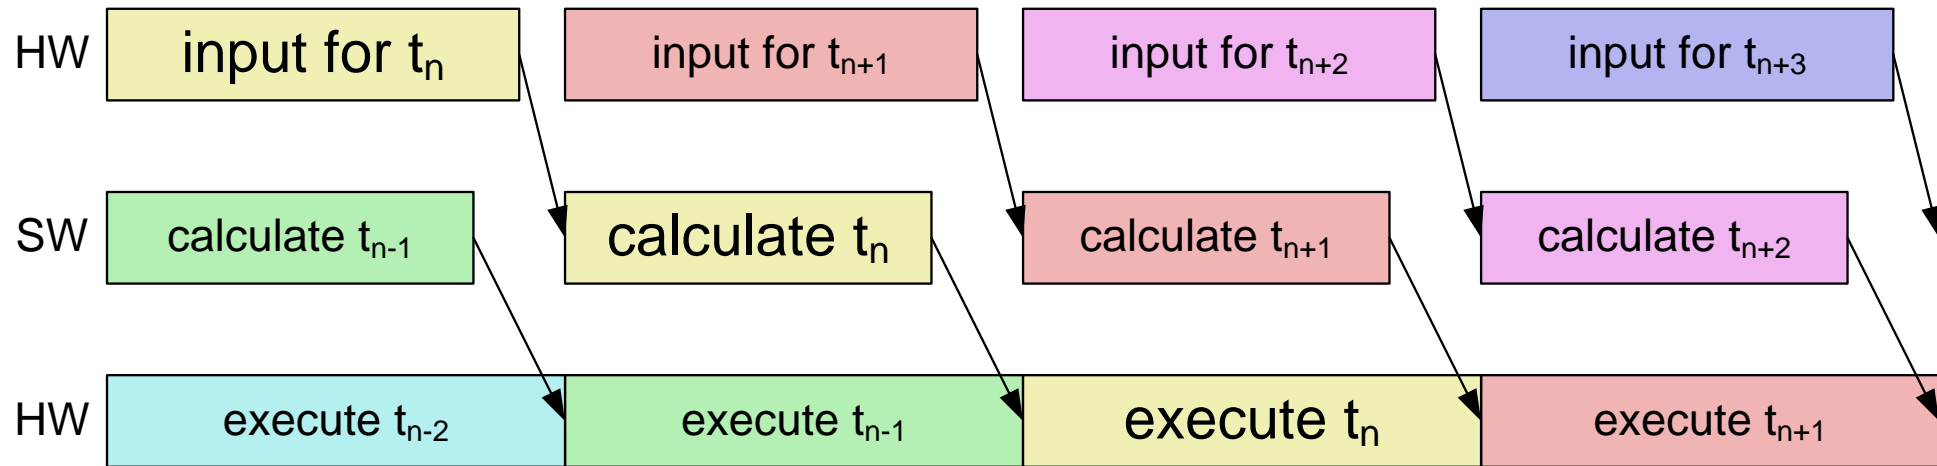 HW input for tₙ input for tₙ₊₁ input for tₙ₊₂ input for tₙ₊₃
SW calculate tₙ₋₁ calculate tₙ calculate tₙ₊₁ calculate tₙ₊₂
HW execute tₙ₋₂ execute tₙ₋₁ execute tₙ execute tₙ₊₁